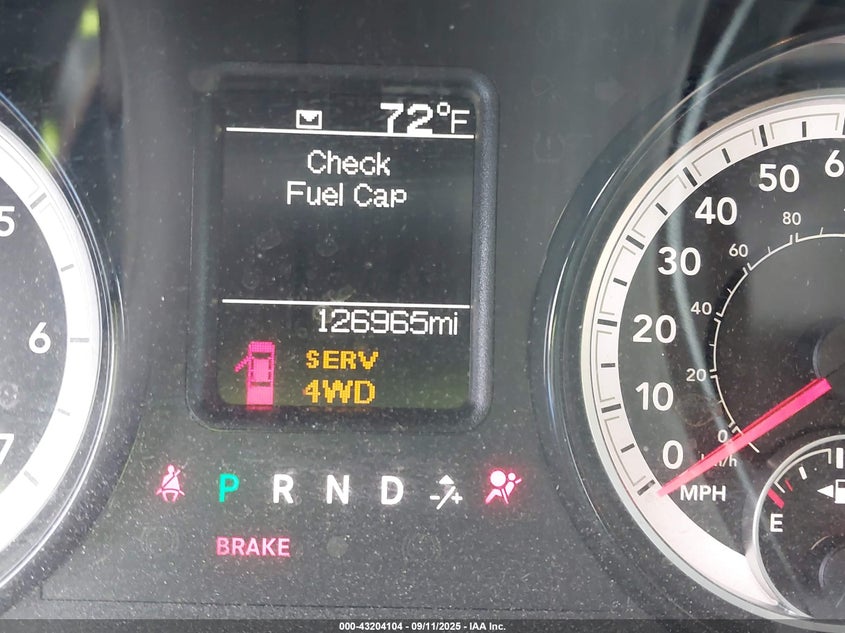 72°F
Check
Fuel Cap
126965mi
SERV
4WD
P R N D
BRAKE
5
6
7
0 10 20 30 40 50
0 20 40 60 80
km/h
MPH
E
000-43204104 - 09/11/2025 - IAA Inc.